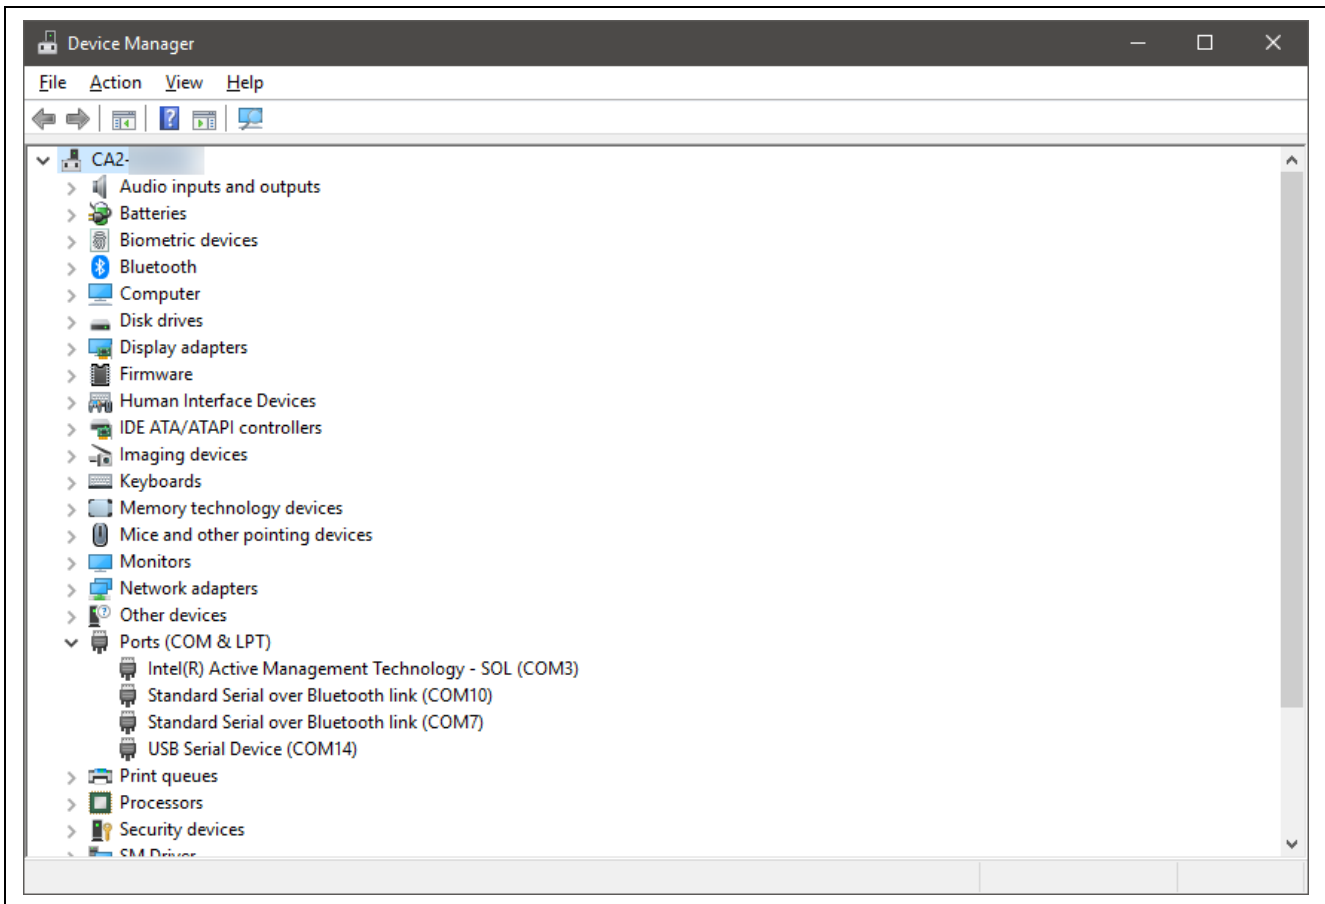 Device Manager
File Action View Help
CA2-
Audio inputs and outputs
Batteries
Biometric devices
Bluetooth
Computer
Disk drives
Display adapters
Firmware
Human Interface Devices
IDE ATA/ATAPI controllers
Imaging devices
Keyboards
Memory technology devices
Mice and other pointing devices
Monitors
Network adapters
Other devices
Ports (COM & LPT)
Intel(R) Active Management Technology - SOL (COM3)
Standard Serial over Bluetooth link (COM10)
Standard Serial over Bluetooth link (COM7)
USB Serial Device (COM14)
Print queues
Processors
Security devices
SM Driver